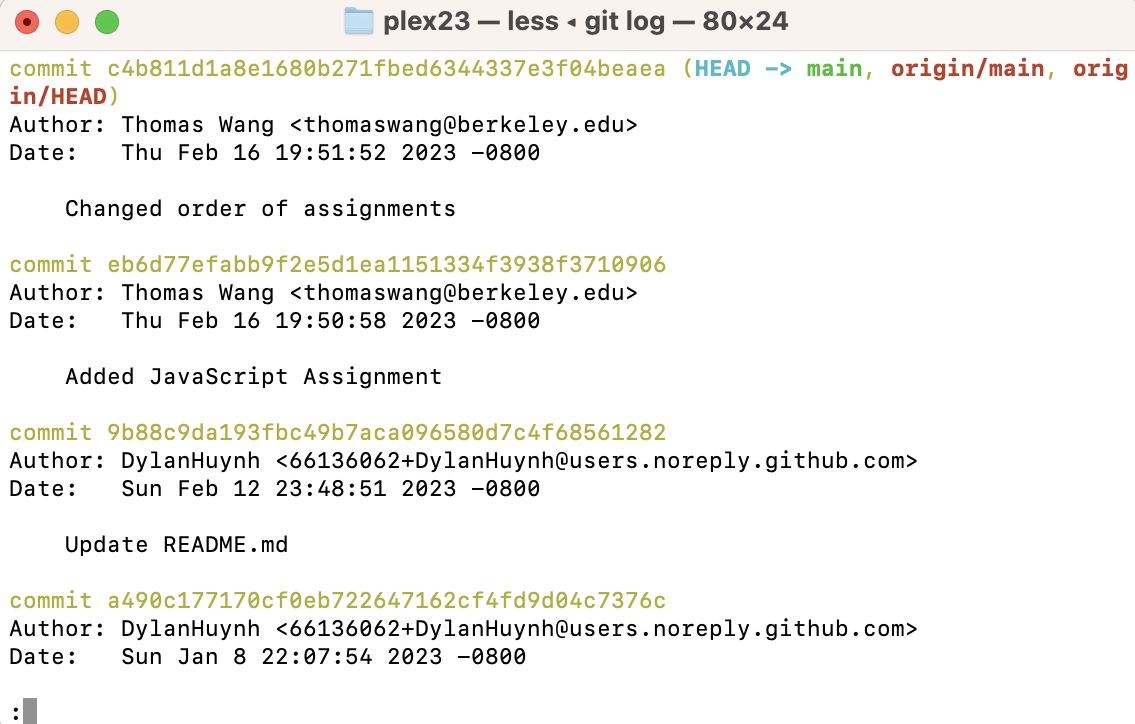 plex23 — less ◂ git log — 80×24
commit c4b811d1a8e1680b271fbed6344337e3f04beaea (HEAD -> main, origin/main, orig
in/HEAD)
Author: Thomas Wang <thomaswang@berkeley.edu>
Date:   Thu Feb 16 19:51:52 2023 -0800
    Changed order of assignments
commit eb6d77efabb9f2e5d1ea1151334f3938f3710906
Author: Thomas Wang <thomaswang@berkeley.edu>
Date:   Thu Feb 16 19:50:58 2023 -0800
    Added JavaScript Assignment
commit 9b88c9da193fbc49b7aca096580d7c4f68561282
Author: DylanHuynh <66136062+DylanHuynh@users.noreply.github.com>
Date:   Sun Feb 12 23:48:51 2023 -0800
    Update README.md
commit a490c177170cf0eb722647162cf4fd9d04c7376c
Author: DylanHuynh <66136062+DylanHuynh@users.noreply.github.com>
Date:   Sun Jan 8 22:07:54 2023 -0800
: